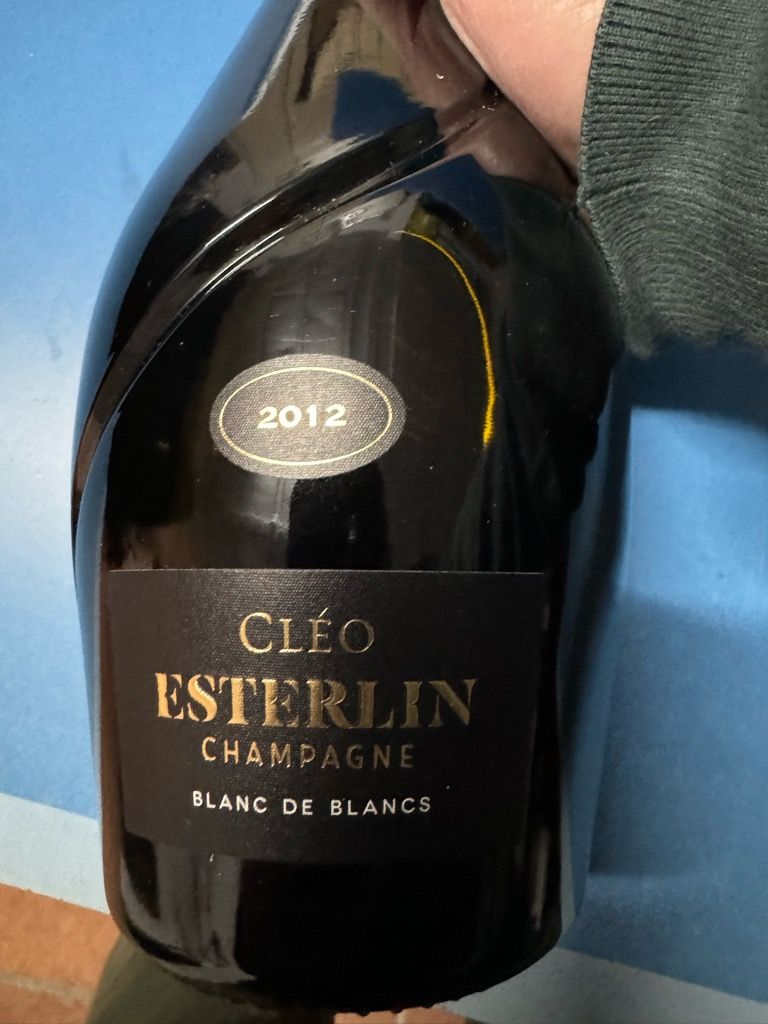 2012
CLÉO
ESTERLIN
CHAMPAGNE
BLANC DE BLANCS